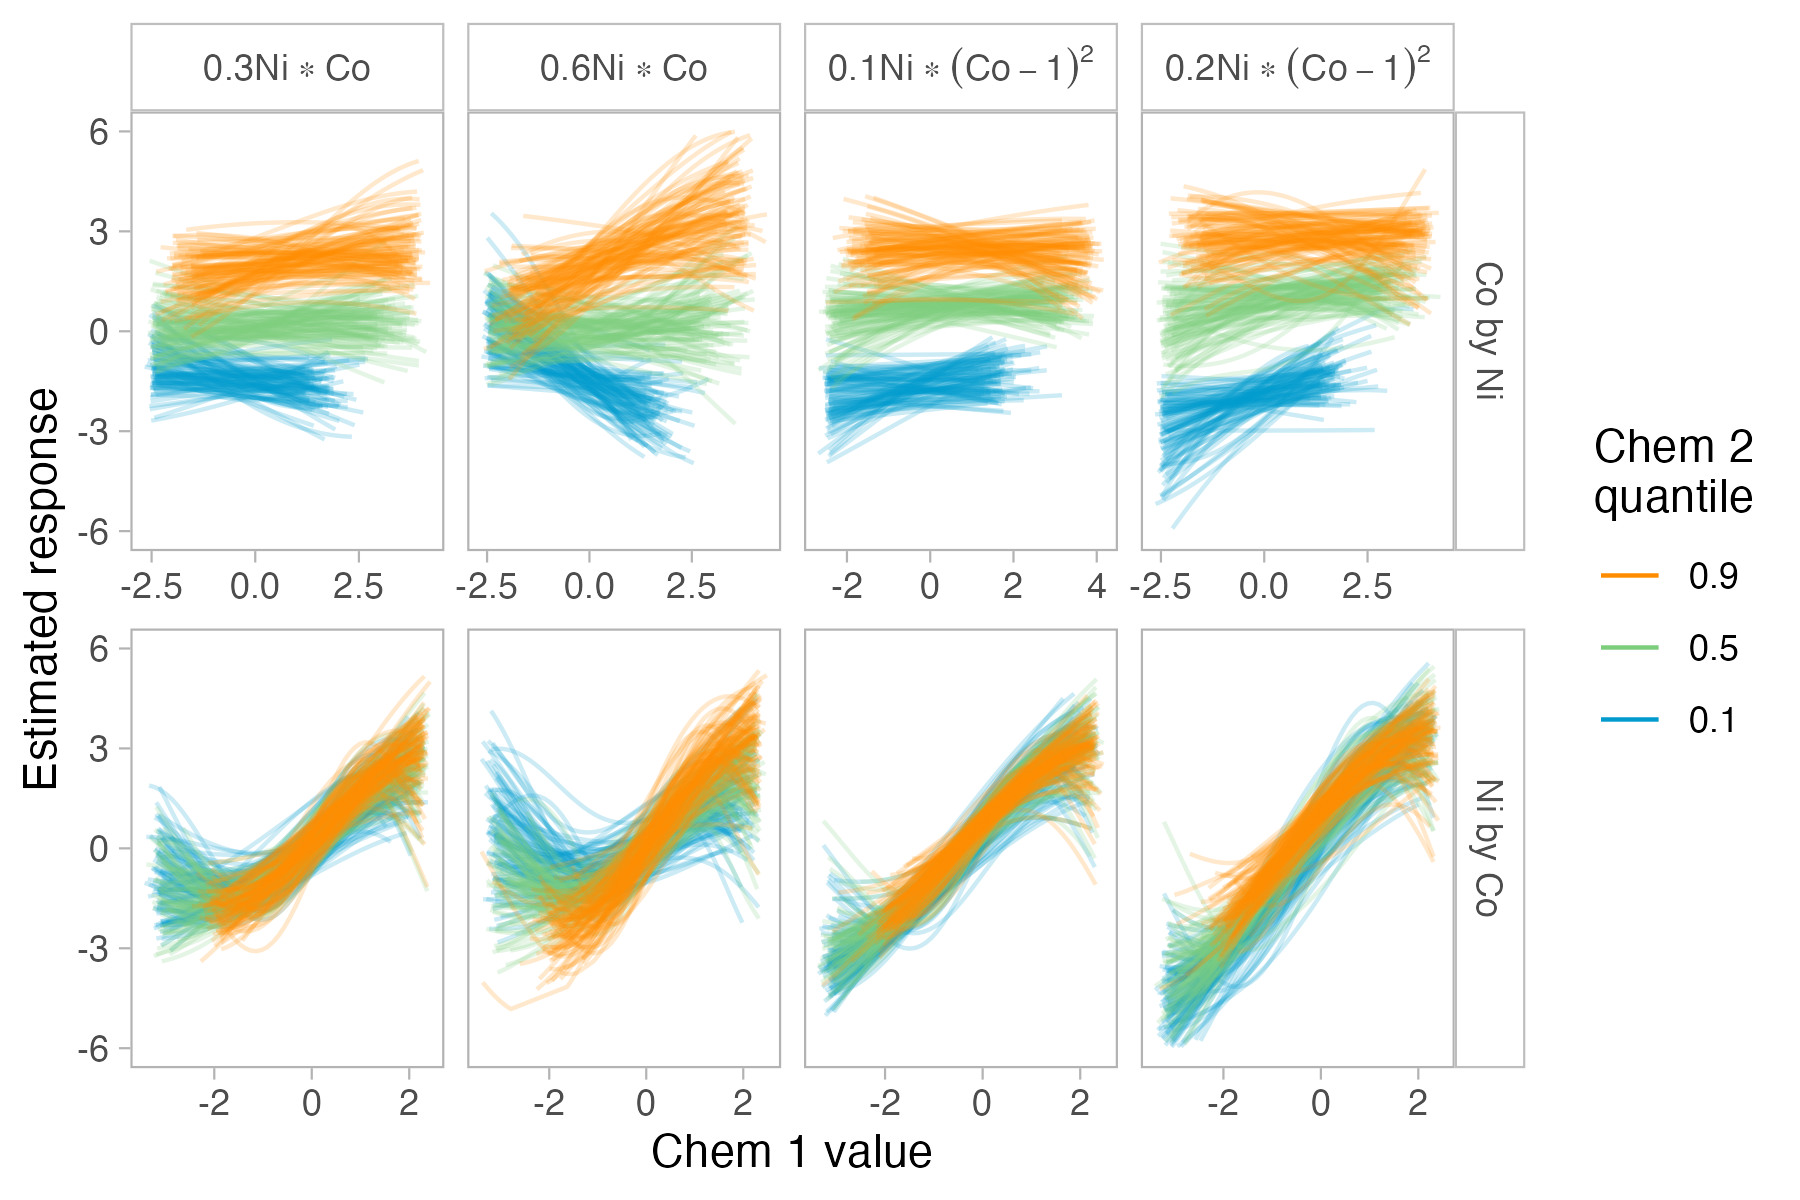 0.3Ni ∗ Co
0.6Ni ∗ Co
0.1Ni ∗ (Co − 1)²
0.2Ni ∗ (Co − 1)²
6
3
0
-3
-6
Co by Ni
-2.5 0.0 2.5
-2.5 0.0 2.5
-2 0 2 4
-2.5 0.0 2.5
Estimated response
6
3
0
-3
-6
Ni by Co
-2 0 2
-2 0 2
-2 0 2
-2 0 2
Chem 1 value
Chem 2
quantile
0.9
0.5
0.1